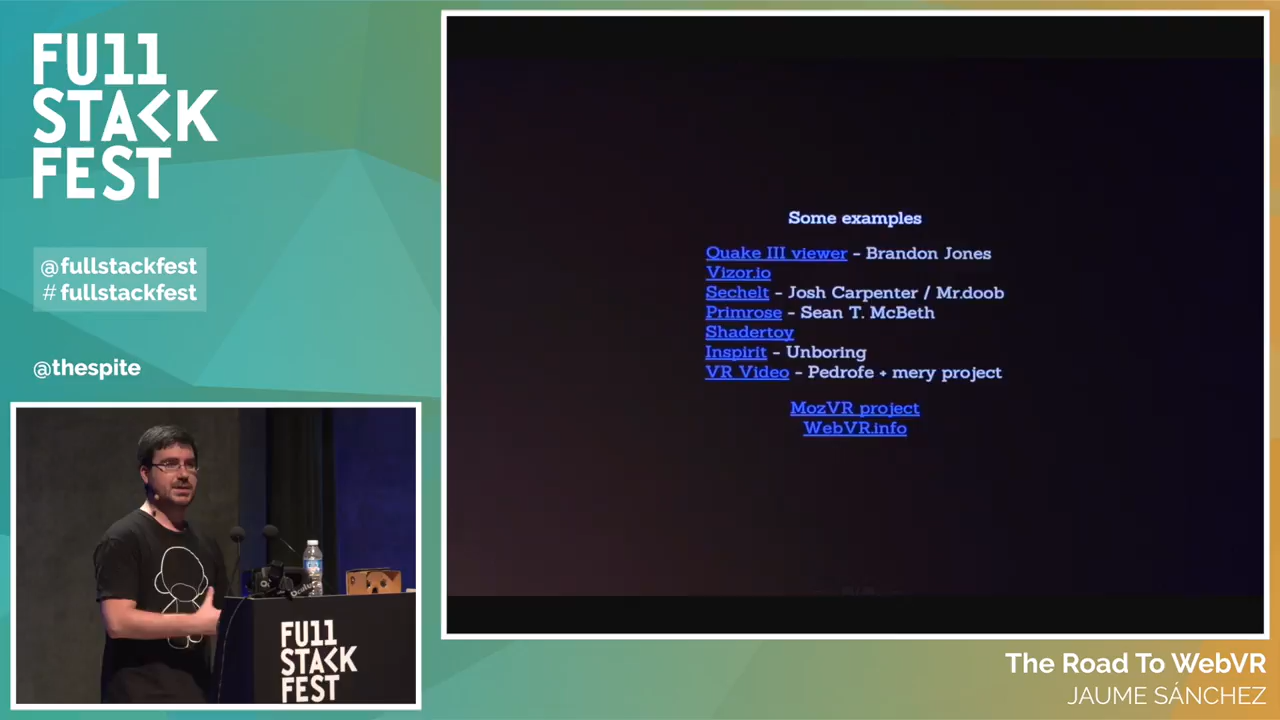 FU11
STACK
FEST
@fullstackfest
# fullstackfest
@thespite
Some examples
Quake III viewer - Brandon Jones
Vizor.io
Sechelt - Josh Carpenter / Mr.doob
Primrose - Sean T. McBeth
Shadertoy
Inspirit - Unboring
VR Video - Pedrofe + mery project
MozVR project
WebVR.info
FU11
STACK
FEST
The Road To WebVR
JAUME SÁNCHEZ